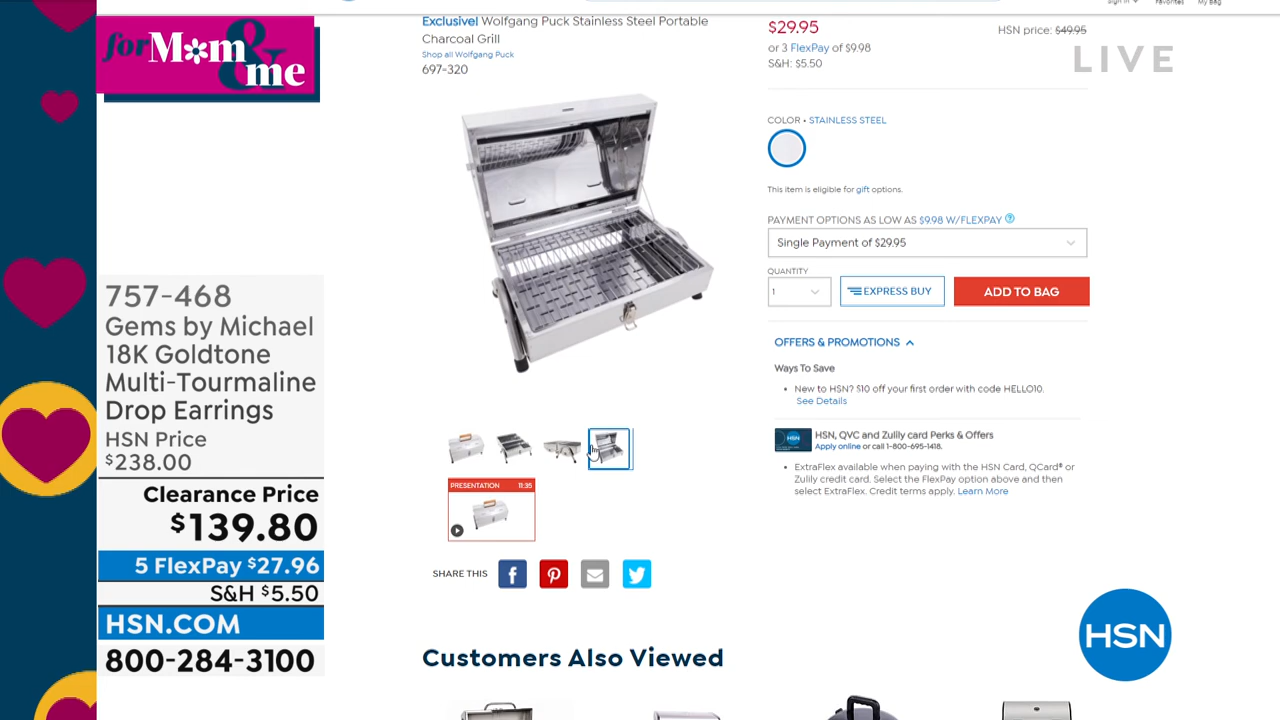 for Mom & me
757-468
Gems by Michael
18K Goldtone
Multi-Tourmaline
Drop Earrings
HSN Price
$238.00
Clearance Price
$139.80
5 FlexPay $27.96
S&H $5.50
HSN.COM
800-284-3100
Exclusive! Wolfgang Puck Stainless Steel Portable
Charcoal Grill
Shop all Wolfgang Puck
697-320
PRESENTATION 11:35
SHARE THIS
Customers Also Viewed
Sign In Favorites My Bag
$29.95
HSN price: $49.95
or 3 FlexPay of $9.98
S&H: $5.50
LIVE
COLOR • STAINLESS STEEL
This item is eligible for gift options.
PAYMENT OPTIONS AS LOW AS $9.98 W/FLEXPAY ?
Single Payment of $29.95
QUANTITY
1
EXPRESS BUY
ADD TO BAG
OFFERS & PROMOTIONS
Ways To Save
• New to HSN? $10 off your first order with code HELLO10.
See Details
HSN
HSN, QVC and Zulily card Perks & Offers
Apply online or call 1-800-695-1418.
• ExtraFlex available when paying with the HSN Card, QCard® or
Zulily credit card. Select the FlexPay option above and then
select ExtraFlex. Credit terms apply. Learn More
HSN